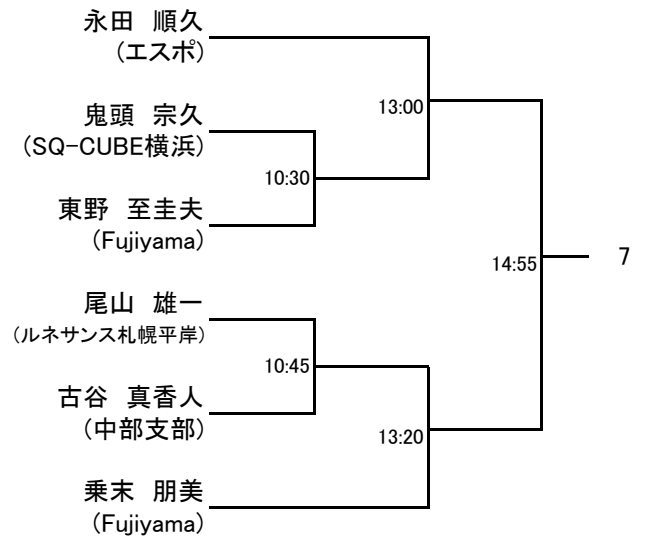 永田　順久
(エスポ)
13:00
鬼頭　宗久
(SQ-CUBE横浜)
10:30
東野　至圭夫
(Fujiyama)
14:55
7
尾山　雄一
(ルネサンス札幌平岸)
10:45
古谷　真香人
(中部支部)
13:20
乗末　朋美
(Fujiyama)